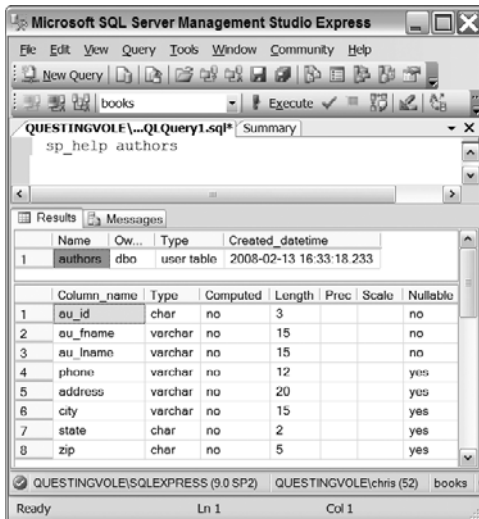 Microsoft SQL Server Management Studio Express
File Edit View Query Tools Window Community Help
New Query
books Execute
QUESTINGVOLE\...QLQuery1.sql* Summary
sp_help authors
Results Messages
Name Ow... Type Created_datetime
1 authors dbo user table 2008-02-13 16:33:18.233
Column_name Type Computed Length Prec Scale Nullable
1 au_id char no 3 no
2 au_fname varchar no 15 no
3 au_lname varchar no 15 no
4 phone varchar no 12 yes
5 address varchar no 20 yes
6 city varchar no 15 yes
7 state char no 2 yes
8 zip char no 5 yes
QUESTINGVOLE\SQLEXPRESS (9.0 SP2) QUESTINGVOLE\chris (52) books
Ready Ln 1 Col 1